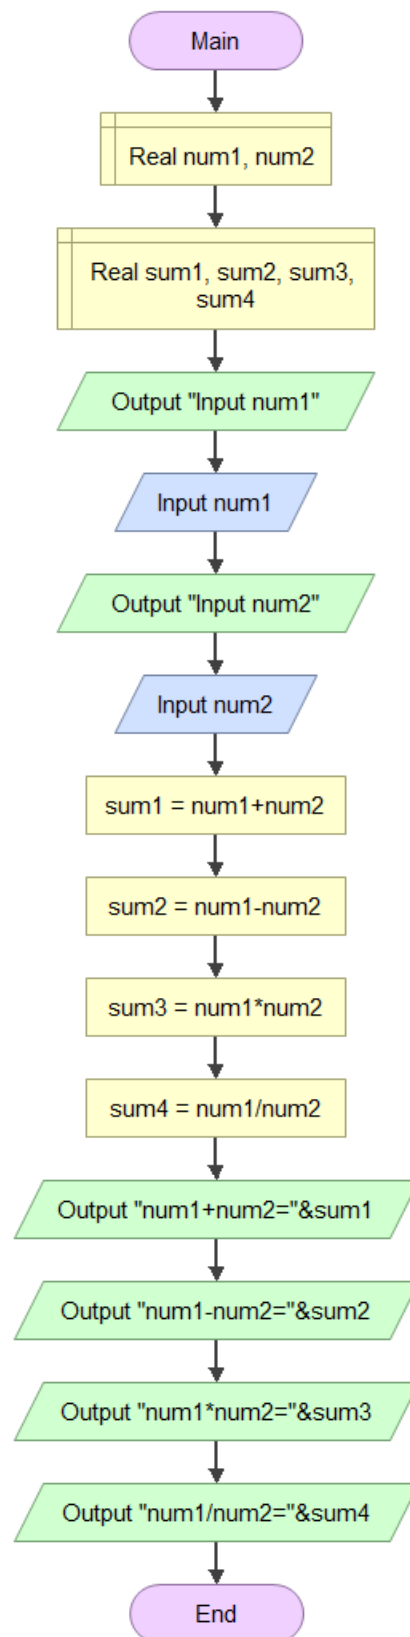 Main
Real num1, num2
Real sum1, sum2, sum3,
sum4
Output "Input num1"
Input num1
Output "Input num2"
Input num2
sum1 = num1+num2
sum2 = num1-num2
sum3 = num1*num2
sum4 = num1/num2
Output "num1+num2="&sum1
Output "num1-num2="&sum2
Output "num1*num2="&sum3
Output "num1/num2="&sum4
End